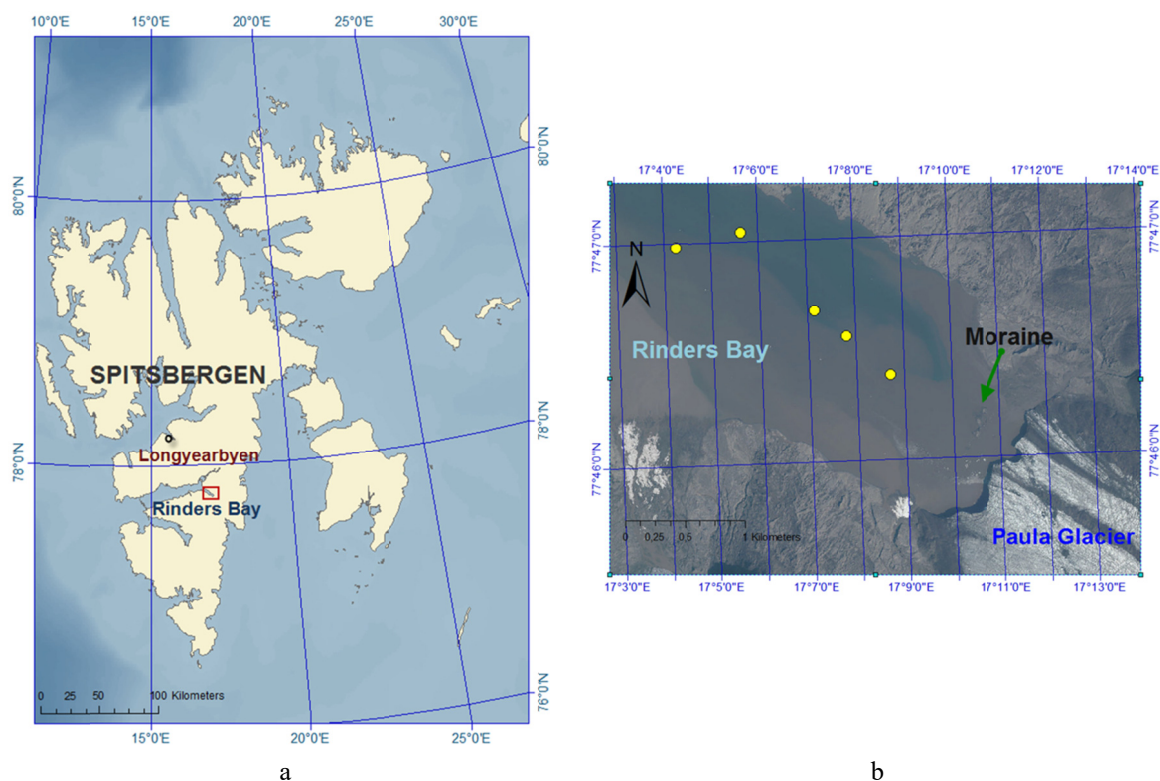 10°0'E 15°0'E 20°0'E 25°0'E 30°0'E
80°0'N
80°0'N
SPITSBERGEN
Longyearbyen
78°0'N
78°0'N
Rinders Bay
76°0'N
0 25 50 100 Kilometers
15°0'E 20°0'E 25°0'E
a
17°4'0"E 17°6'0"E 17°8'0"E 17°10'0"E 17°12'0"E 17°14'0"E
77°47'0"N
77°47'0"N
N
Moraine
Rinders Bay
77°46'0"N
77°46'0"N
0 0,25 0,5 1 Kilometers
Paula Glacier
17°3'0"E 17°5'0"E 17°7'0"E 17°9'0"E 17°11'0"E 17°13'0"E
b